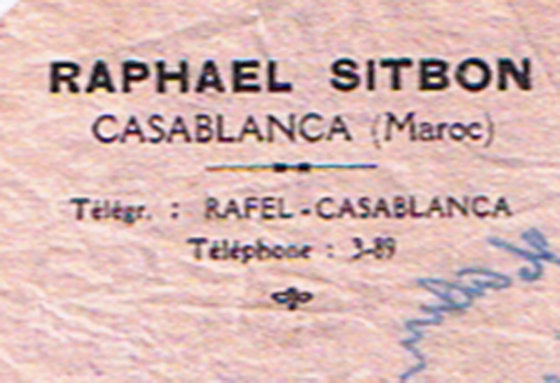 RAPHAEL SITBON
CASABLANCA (Maroc)
Télégr. : RAFEL-CASABLANCA
Téléphone : 3-89